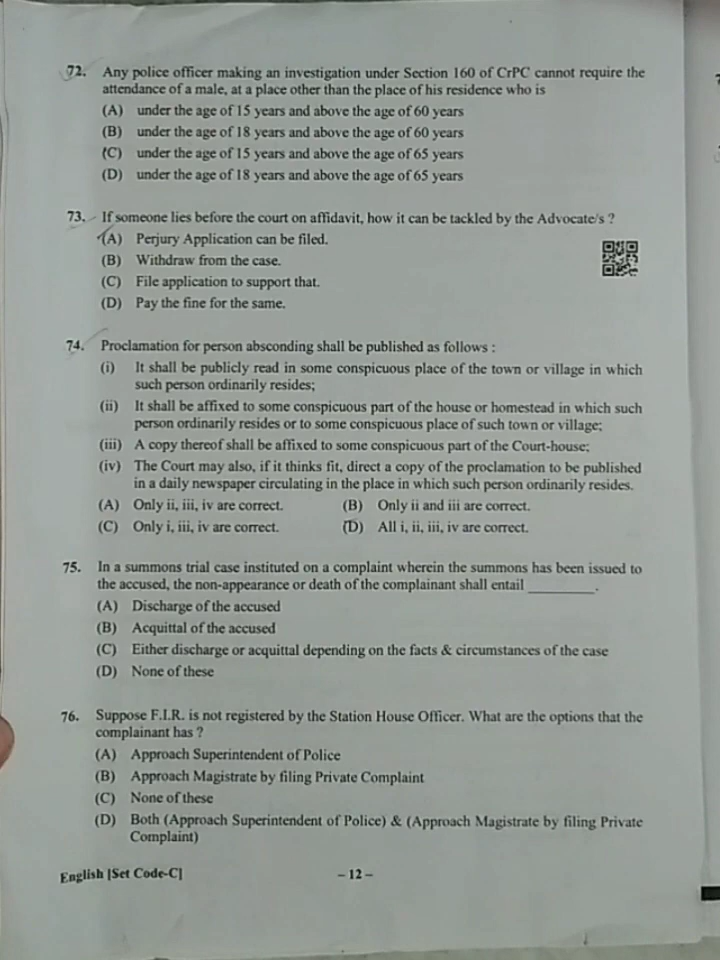 72. Any police officer making an investigation under Section 160 of CrPC cannot require the
attendance of a male, at a place other than the place of his residence who is
(A) under the age of 15 years and above the age of 60 years
(B) under the age of 18 years and above the age of 60 years
(C) under the age of 15 years and above the age of 65 years
(D) under the age of 18 years and above the age of 65 years
73. If someone lies before the court on affidavit, how it can be tackled by the Advocate/s ?
(A) Perjury Application can be filed.
(B) Withdraw from the case.
(C) File application to support that.
(D) Pay the fine for the same.
74. Proclamation for person absconding shall be published as follows :
(i) It shall be publicly read in some conspicuous place of the town or village in which
such person ordinarily resides;
(ii) It shall be affixed to some conspicuous part of the house or homestead in which such
person ordinarily resides or to some conspicuous place of such town or village;
(iii) A copy thereof shall be affixed to some conspicuous part of the Court-house;
(iv) The Court may also, if it thinks fit, direct a copy of the proclamation to be published
in a daily newspaper circulating in the place in which such person ordinarily resides.
(A) Only ii, iii, iv are correct. (B) Only ii and iii are correct.
(C) Only i, iii, iv are correct. (D) All i, ii, iii, iv are correct.
75. In a summons trial case instituted on a complaint wherein the summons has been issued to
the accused, the non-appearance or death of the complainant shall entail ________.
(A) Discharge of the accused
(B) Acquittal of the accused
(C) Either discharge or acquittal depending on the facts & circumstances of the case
(D) None of these
76. Suppose F.I.R. is not registered by the Station House Officer. What are the options that the
complainant has ?
(A) Approach Superintendent of Police
(B) Approach Magistrate by filing Private Complaint
(C) None of these
(D) Both (Approach Superintendent of Police) & (Approach Magistrate by filing Private
Complaint)
English [Set Code-C] – 12 –